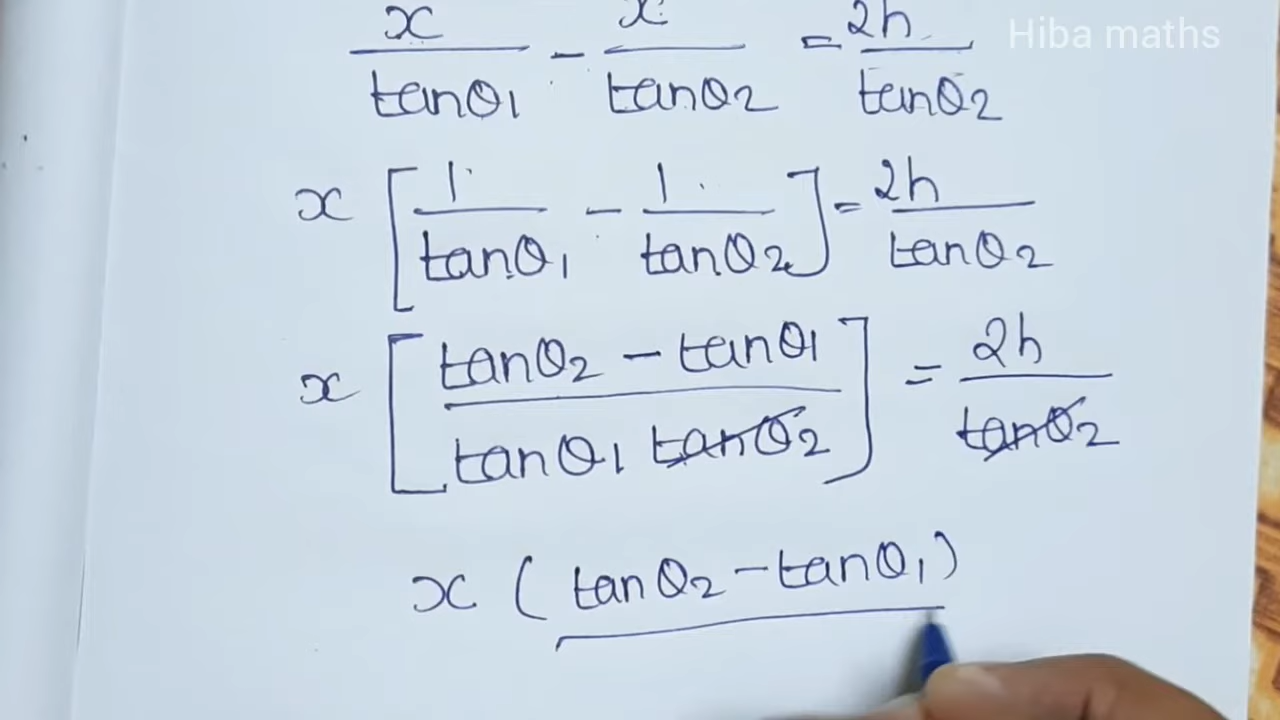 Hiba maths
x/tanθ1 - x/tanθ2 = 2h/tanθ2
x [1/tanθ1 - 1/tanθ2] = 2h/tanθ2
x [tanθ2 - tanθ1/tanθ1 tanθ2] = 2h/tanθ2
x (tanθ2 - tanθ1)